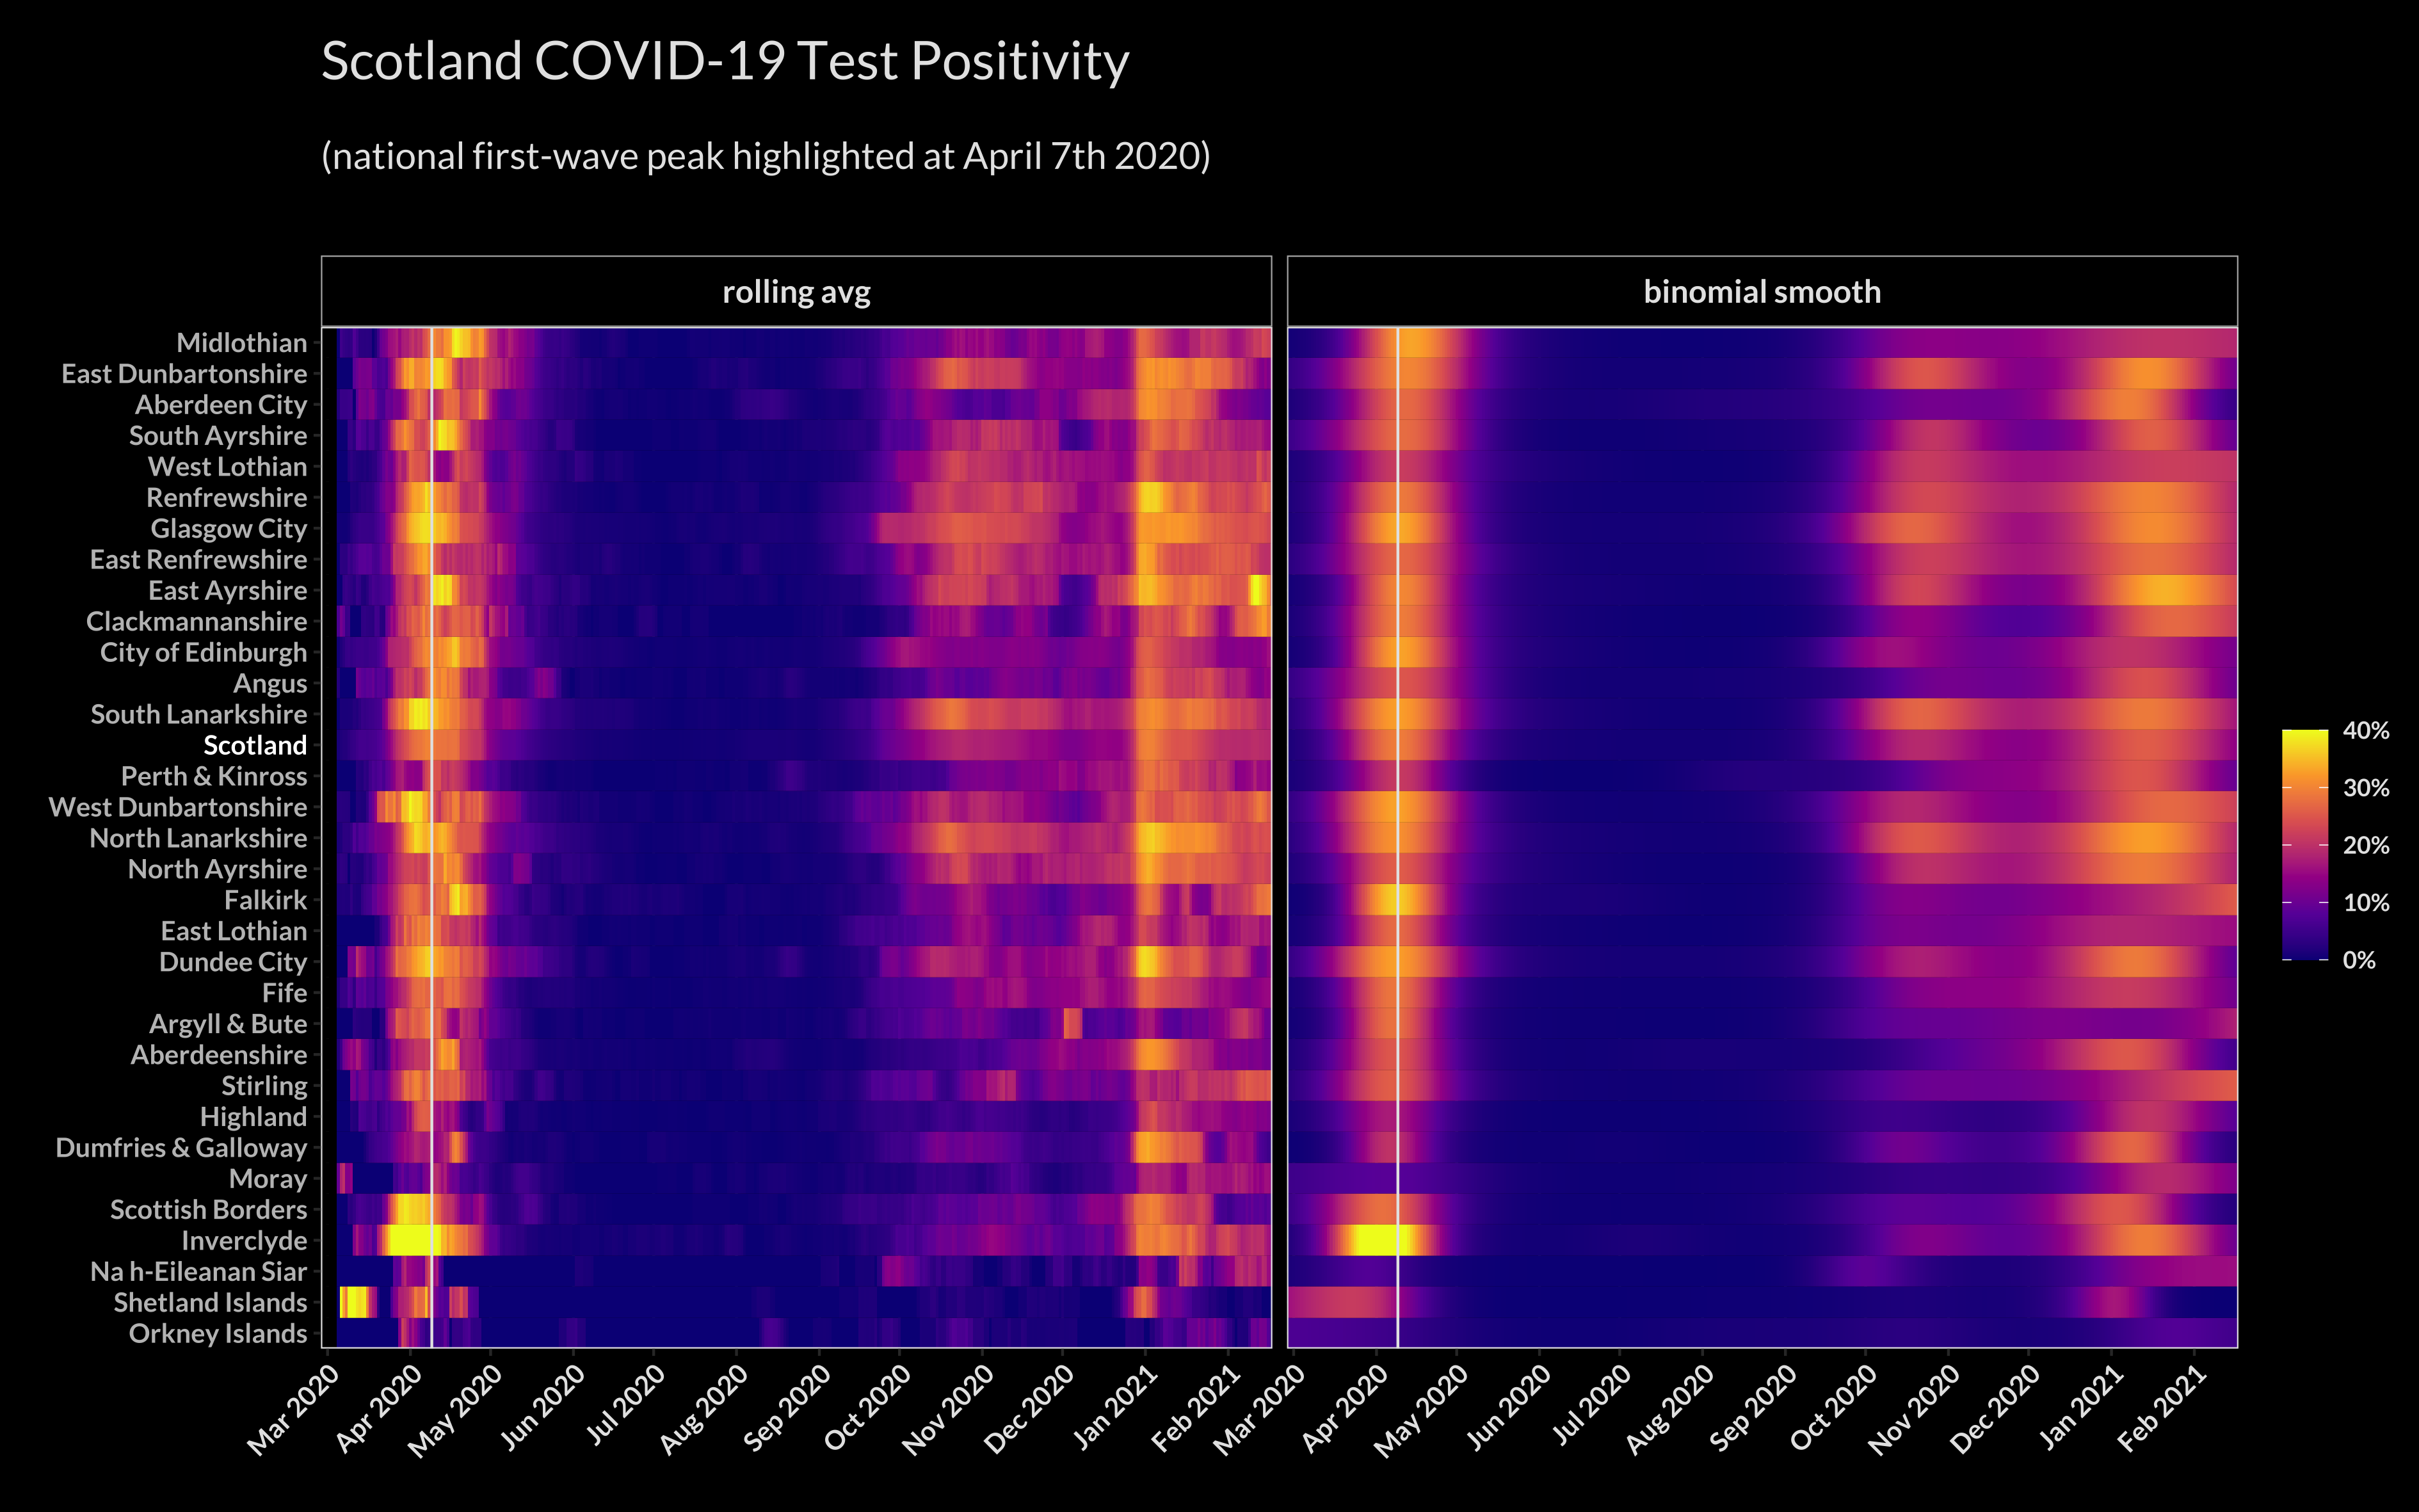 Scotland COVID-19 Test Positivity
(national first-wave peak highlighted at April 7th 2020)
rolling avg
binomial smooth
Midlothian
East Dunbartonshire
Aberdeen City
South Ayrshire
West Lothian
Renfrewshire
Glasgow City
East Renfrewshire
East Ayrshire
Clackmannanshire
City of Edinburgh
Angus
South Lanarkshire
Scotland
Perth & Kinross
West Dunbartonshire
North Lanarkshire
North Ayrshire
Falkirk
East Lothian
Dundee City
Fife
Argyll & Bute
Aberdeenshire
Stirling
Highland
Dumfries & Galloway
Moray
Scottish Borders
Inverclyde
Na h-Eileanan Siar
Shetland Islands
Orkney Islands
Mar 2020
Apr 2020
May 2020
Jun 2020
Jul 2020
Aug 2020
Sep 2020
Oct 2020
Nov 2020
Dec 2020
Jan 2021
Feb 2021
Mar 2020
Apr 2020
May 2020
Jun 2020
Jul 2020
Aug 2020
Sep 2020
Oct 2020
Nov 2020
Dec 2020
Jan 2021
Feb 2021
40%
30%
20%
10%
0%